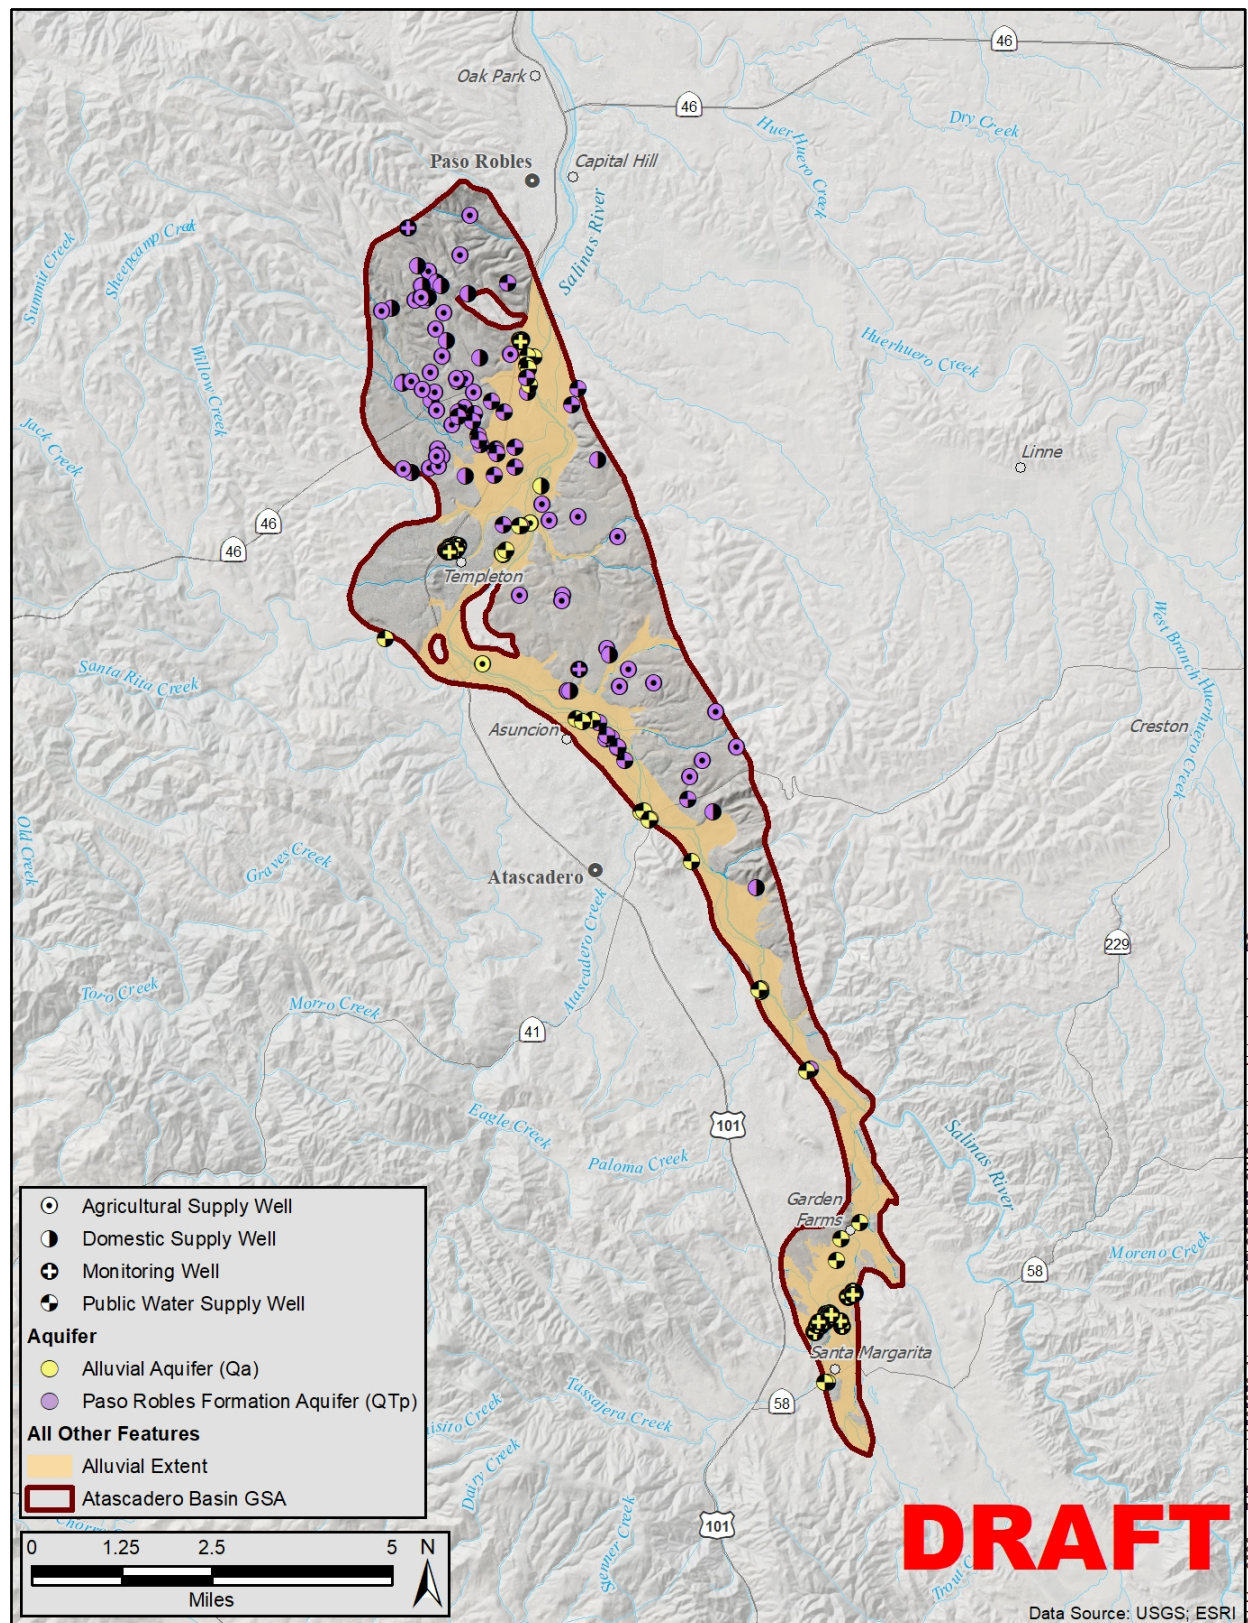 46
Oak Park
46
Dry Creek
Huer Huero Creek
Paso Robles
Capital Hill
Salinas River
Sheepcamp Creak
Summit Creek
Huerhuero Creek
Willow Creek
Jack Creek
Linne
46
46
Templeton
West Branch Huerhuero Creek
Santa Rita Creek
Asuncion
Creston
Old Creek
Graves Creek
Atascadero
Atascadero Creek
229
Toro Creek
Morro Creek
41
Eagle Creek
101
Salinas River
Paloma Creek
Garden
Farms
Moreno Creek
58
Santa Margarita
58
Tassajera Creek
Dairy Creek
101
Stenner Creek
Agricultural Supply Well
Domestic Supply Well
Monitoring Well
Public Water Supply Well
Aquifer
Alluvial Aquifer (Qa)
Paso Robles Formation Aquifer (QTp)
All Other Features
Alluvial Extent
Atascadero Basin GSA
0 1.25 2.5 5
Miles
N
DRAFT
Data Source: USGS; ESRI